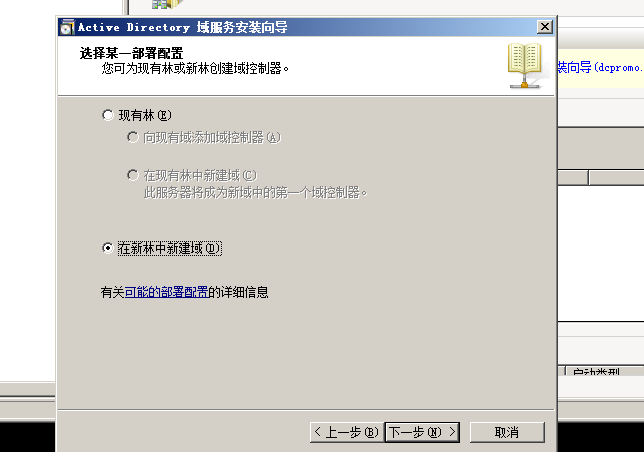 Active Directory 域服务安装向导
选择某一部署配置
您可为现有林或新林创建域控制器。
装向导(dcpromo.
现有林(E)
向现有域添加域控制器(A)
在现有林中新建域(C)
此服务器将成为新域中的第一个域控制器。
在新林中新建域(D)
有关可能的部署配置的详细信息
启动类型
< 上一步(B)
下一步(N) >
取消